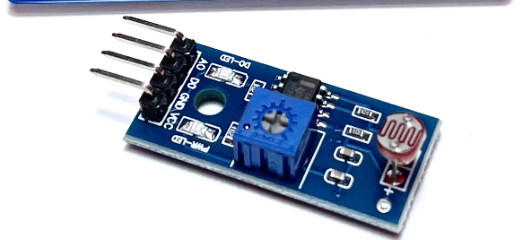 DO-LED
AO
DO
GND
VCC
PWR-LED
+